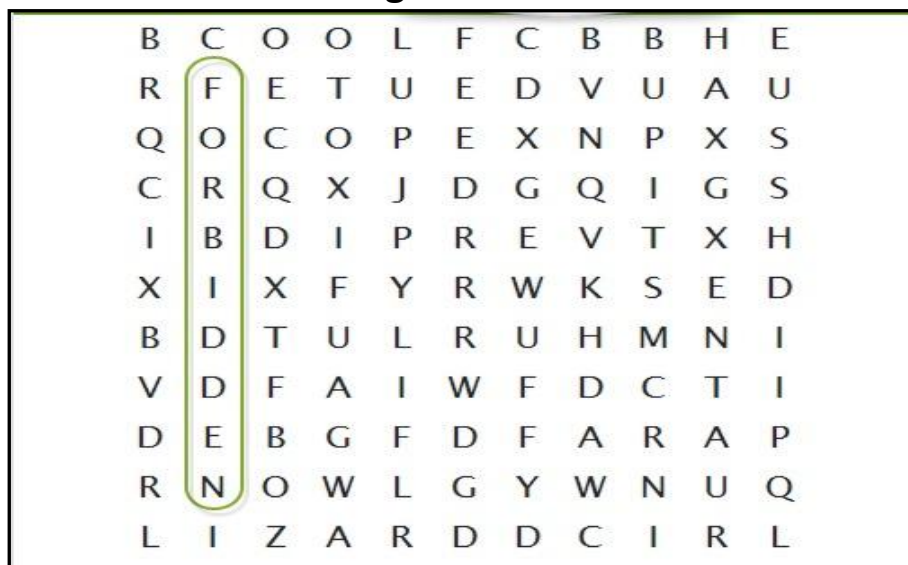 B C O O L F C B B H E
R F E T U E D V U A U
Q O C O P E X N P X S
C R Q X J D G Q I G S
I B D I P R E V T X H
X I X F Y R W K S E D
B D T U L R U H M N I
V D F A I W F D C T I
D E B G F D F A R A P
R N O W L G Y W N U Q
L I Z A R D D C I R L